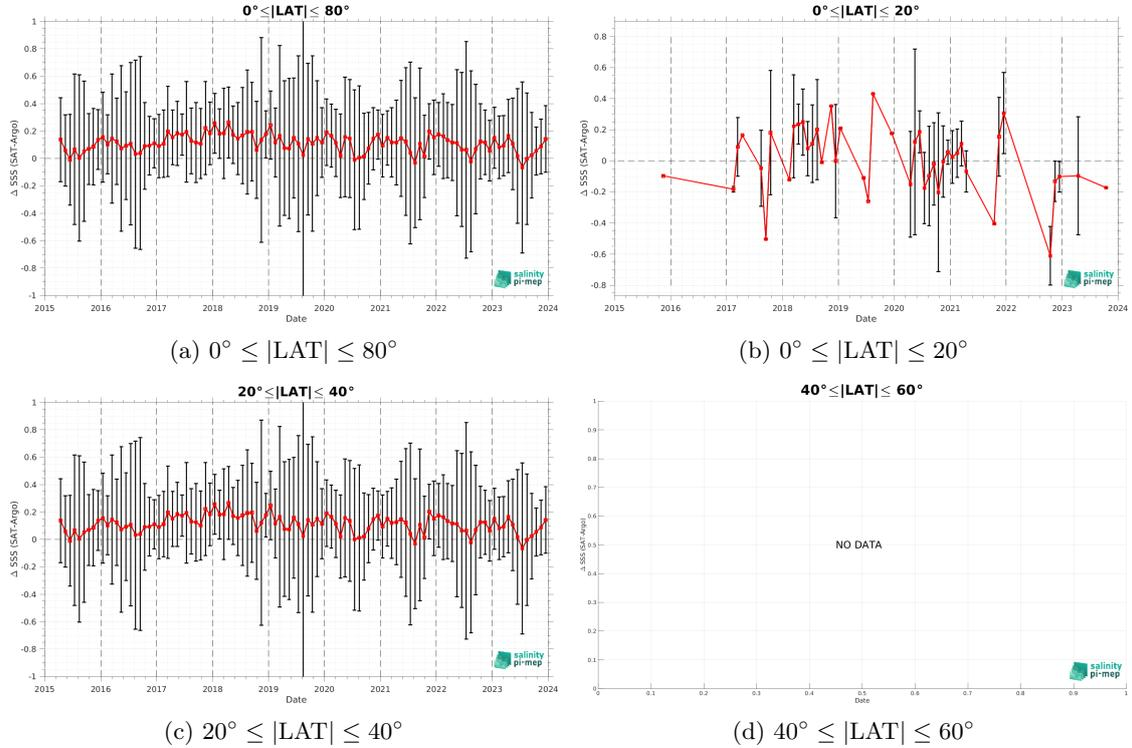 0°≤|LAT|≤ 80°
1
0.8
0.6
0.4
0.2
0
-0.2
-0.4
-0.6
-0.8
-1
Δ SSS (SAT-Argo)
2015 2016 2017 2018 2019 2020 2021 2022 2023 2024
Date
salinity
pi-mep
(a) 0° ≤ |LAT| ≤ 80°
0°≤|LAT|≤ 20°
0.8
0.6
0.4
0.2
0
-0.2
-0.4
-0.6
-0.8
Δ SSS (SAT-Argo)
2015 2016 2017 2018 2019 2020 2021 2022 2023 2024
Date
salinity
pi-mep
(b) 0° ≤ |LAT| ≤ 20°
20°≤|LAT|≤ 40°
1
0.8
0.6
0.4
0.2
0
-0.2
-0.4
-0.6
-0.8
-1
Δ SSS (SAT-Argo)
2015 2016 2017 2018 2019 2020 2021 2022 2023 2024
Date
salinity
pi-mep
(c) 20° ≤ |LAT| ≤ 40°
40°≤|LAT|≤ 60°
1
0.9
0.8
0.7
0.6
0.5
0.4
0.3
0.2
0.1
0
Δ SSS (SAT-Argo)
NO DATA
0 0.1 0.2 0.3 0.4 0.5 0.6 0.7 0.8 0.9 1
Date
salinity
pi-mep
(d) 40° ≤ |LAT| ≤ 60°